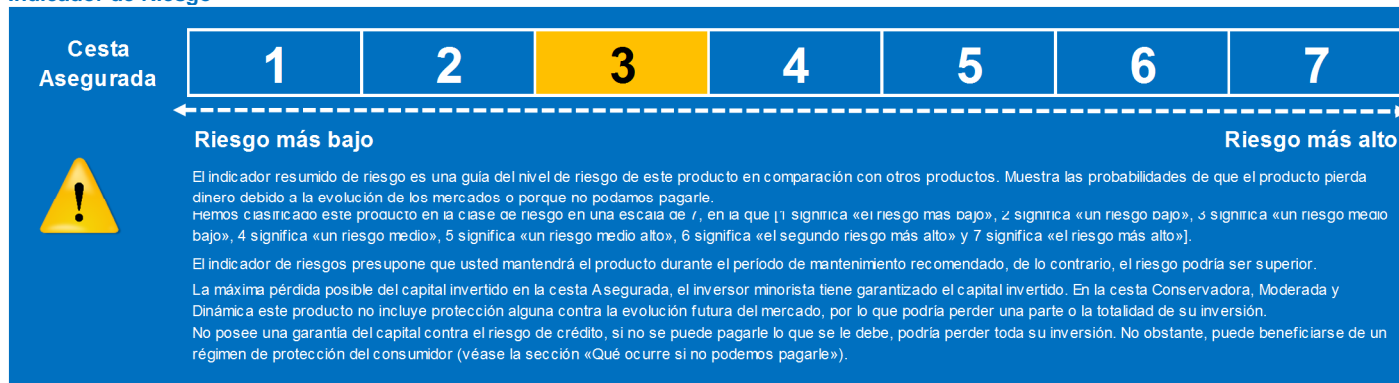 Indicador de Riesgo
Cesta
Asegurada
1 2 3 4 5 6 7
Riesgo más bajo Riesgo más alto
El indicador resumido de riesgo es una guía del nivel de riesgo de este producto en comparación con otros productos. Muestra las probabilidades de que el producto pierda
dinero debido a la evolución de los mercados o porque no podamos pagarle.
Hemos clasificado este producto en la clase de riesgo en una escala de 7, en la que [1 significa «el riesgo más bajo», 2 significa «un riesgo bajo», 3 significa «un riesgo medio
bajo», 4 significa «un riesgo medio», 5 significa «un riesgo medio alto», 6 significa «el segundo riesgo más alto» y 7 significa «el riesgo más alto»].
El indicador de riesgos presupone que usted mantendrá el producto durante el período de mantenimiento recomendado, de lo contrario, el riesgo podría ser superior.
La máxima pérdida posible del capital invertido en la cesta Asegurada, el inversor minorista tiene garantizado el capital invertido. En la cesta Conservadora, Moderada y
Dinámica este producto no incluye protección alguna contra la evolución futura del mercado, por lo que podría perder una parte o la totalidad de su inversión.
No posee una garantía del capital contra el riesgo de crédito, si no se puede pagarle lo que se le debe, podría perder toda su inversión. No obstante, puede beneficiarse de un
régimen de protección del consumidor (véase la sección «Qué ocurre si no podemos pagarle»).